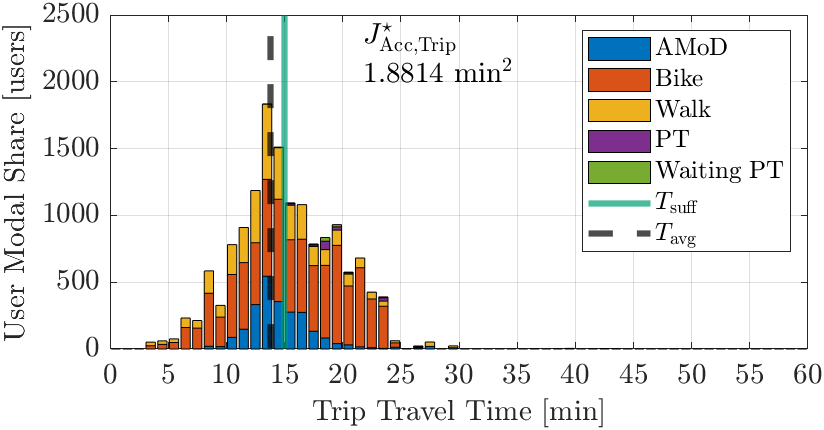 2500
2000
1500
1000
500
0
User Modal Share [users]
J⋆Acc,Trip
1.8814 min²
AMoD
Bike
Walk
PT
Waiting PT
Tsuff
Tavg
0 5 10 15 20 25 30 35 40 45 50 55 60
Trip Travel Time [min]